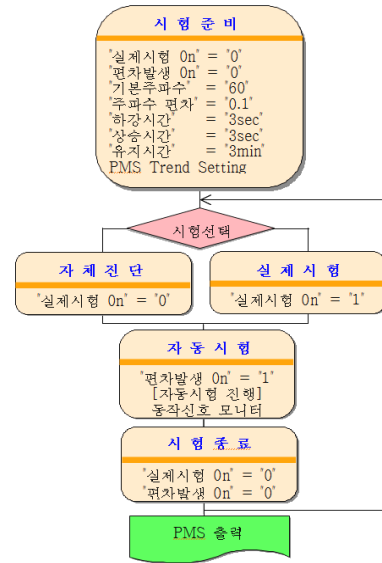 시 험 준 비
"실제시험 On" = "0"
"편차발생 On" = "0"
"기본주파수" = "60"
"주파수 편차" = "0.1"
"하강시간" = "3sec"
"상승시간" = "3sec"
"유지시간" = "3min"
PMS Trend Setting
시험선택
자 체 진 단
"실제시험 On" = "0"
실 제 시 험
"실제시험 On" = "1"
자 동 시 험
"편차발생 On" = "1"
[자동시험 진행]
동작신호 모니터
시 험 종 료
"실제시험 On" = "0"
"편차발생 On" = "0"
PMS 출력